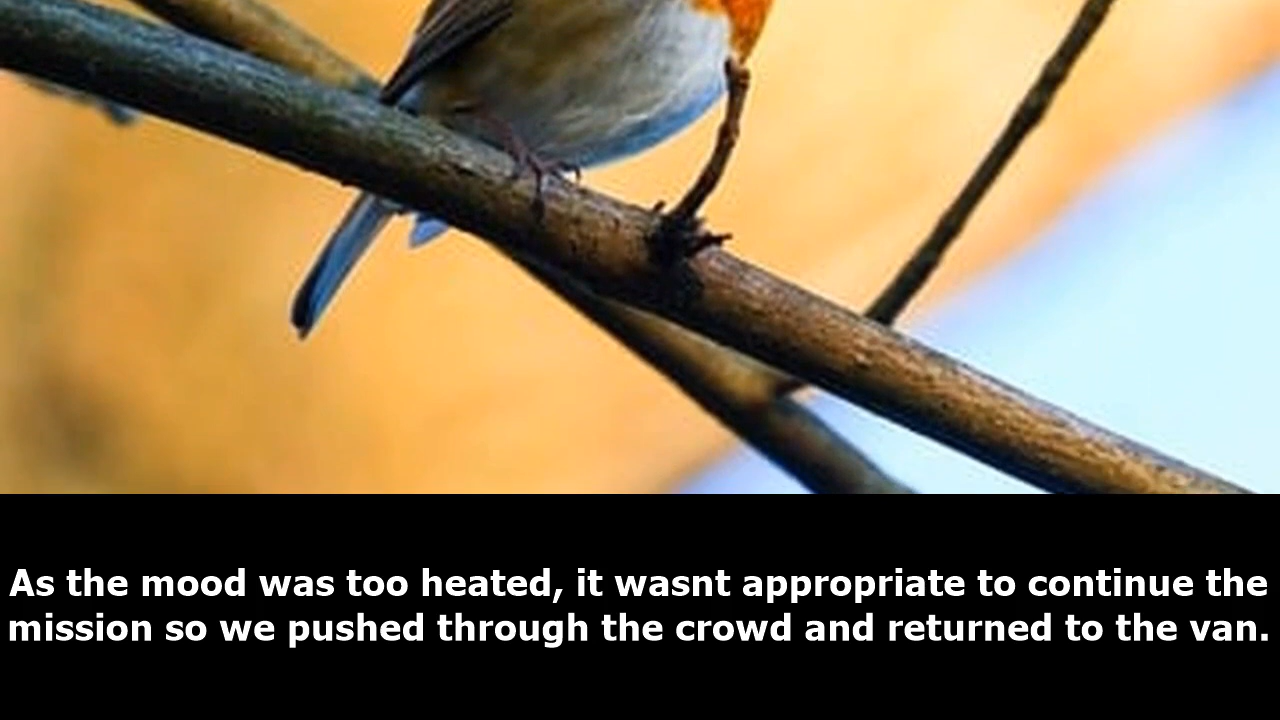 As the mood was too heated, it wasnt appropriate to continue the
mission so we pushed through the crowd and returned to the van.